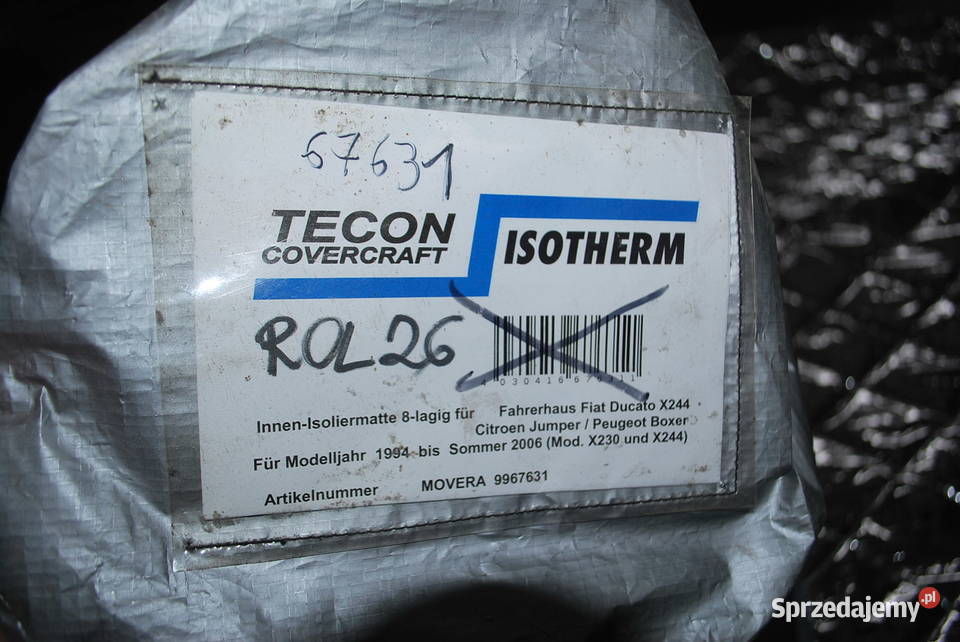 67631
TECON
COVERCRAFT
ISOTHERM
ROL26
Innen-Isoliermatte 8-lagig für Fahrerhaus Fiat Ducato X244
Citroen Jumper / Peugeot Boxer
Für Modelljahr 1994 bis Sommer 2006 (Mod. X230 und X244)
Artikelnummer MOVERA 9967631
Sprzedajemy.pl